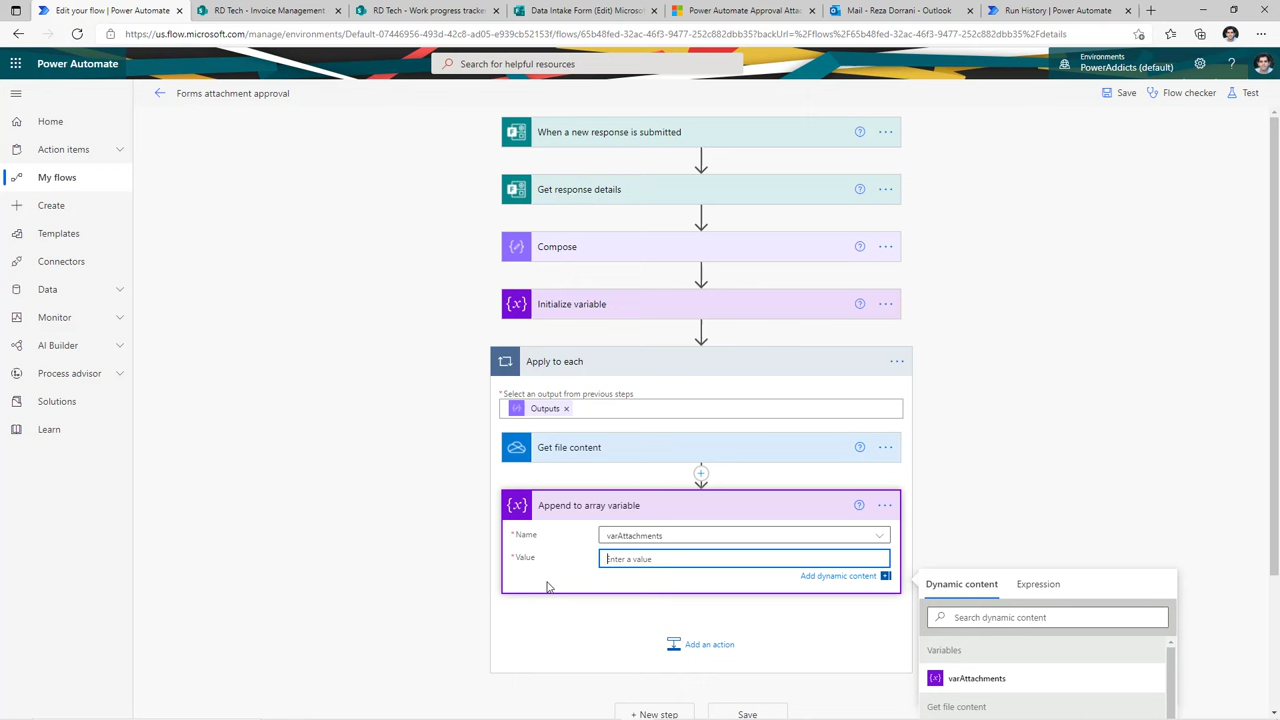 Edit your flow | Power Automate
RD Tech - Invoice Management
RD Tech - Work progress tracker
Data Intake Form (Edit) Microsof
Power Automate Approval Attac
Mail - Reza Dorrani - Outlook
Run History | Power Automate
https://us.flow.microsoft.com/manage/environments/Default-07446956-493d-42c8-ad05-e939cb5154cd/flows/65b48fed-32ac-46f3-9477-252c882dbb35?backUrl=%2Fflows%2F65b48fed-32ac-46f3-9477-252c882dbb35%2Fdetails
Power Automate
Search for helpful resources
Environments
PowerAddicts (default)
Forms attachment approval
Save
Flow checker
Test
Home
Action items
My flows
Create
Templates
Connectors
Data
Monitor
AI Builder
Process advisor
Solutions
Learn
When a new response is submitted
Get response details
Compose
Initialize variable
Apply to each
* Select an output from previous steps
Outputs
Get file content
Append to array variable
* Name
varAttachments
* Value
Enter a value
Add dynamic content
Add an action
+ New step
Save
Dynamic content
Expression
Search dynamic content
Variables
varAttachments
Get file content